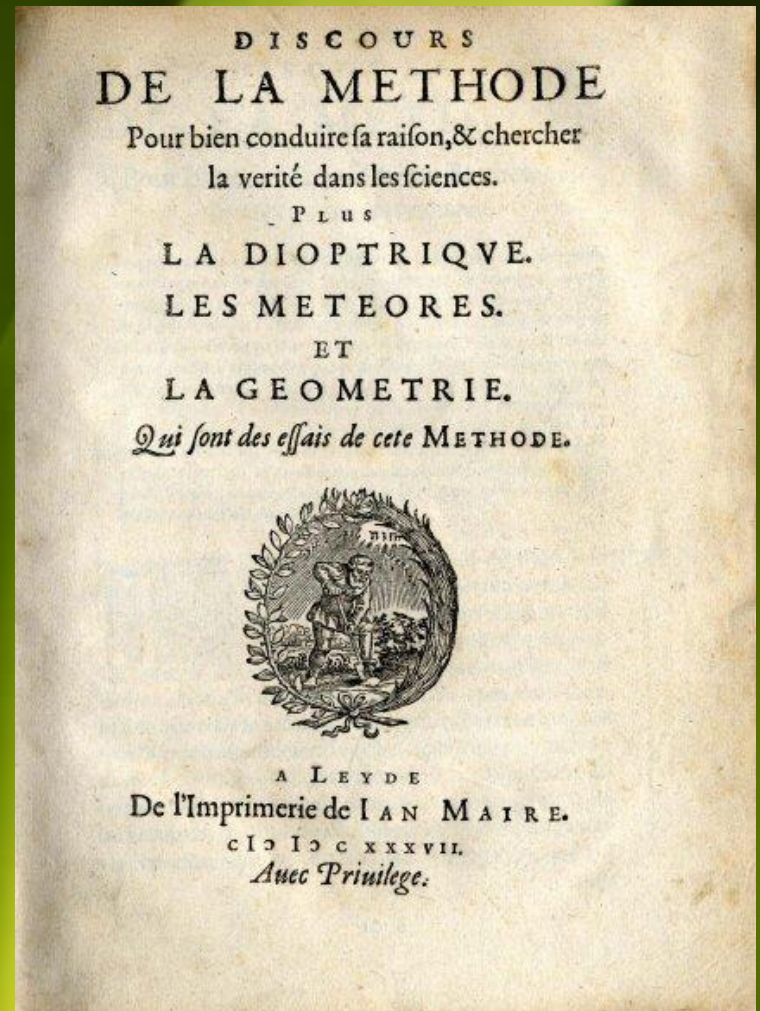 DISCOURS
DE LA METHODE
Pour bien conduire ſa raiſon, & chercher
la verité dans les ſciences.
PLUS
LA DIOPTRIQVE.
LES METEORES.
ET
LA GEOMETRIE.
Qui ſont des eſſais de cete METHODE.
A LEYDE
De l'Imprimerie de IAN MAIRE.
cIↄ Iↄ c xxxvii.
Auec Priuilege.